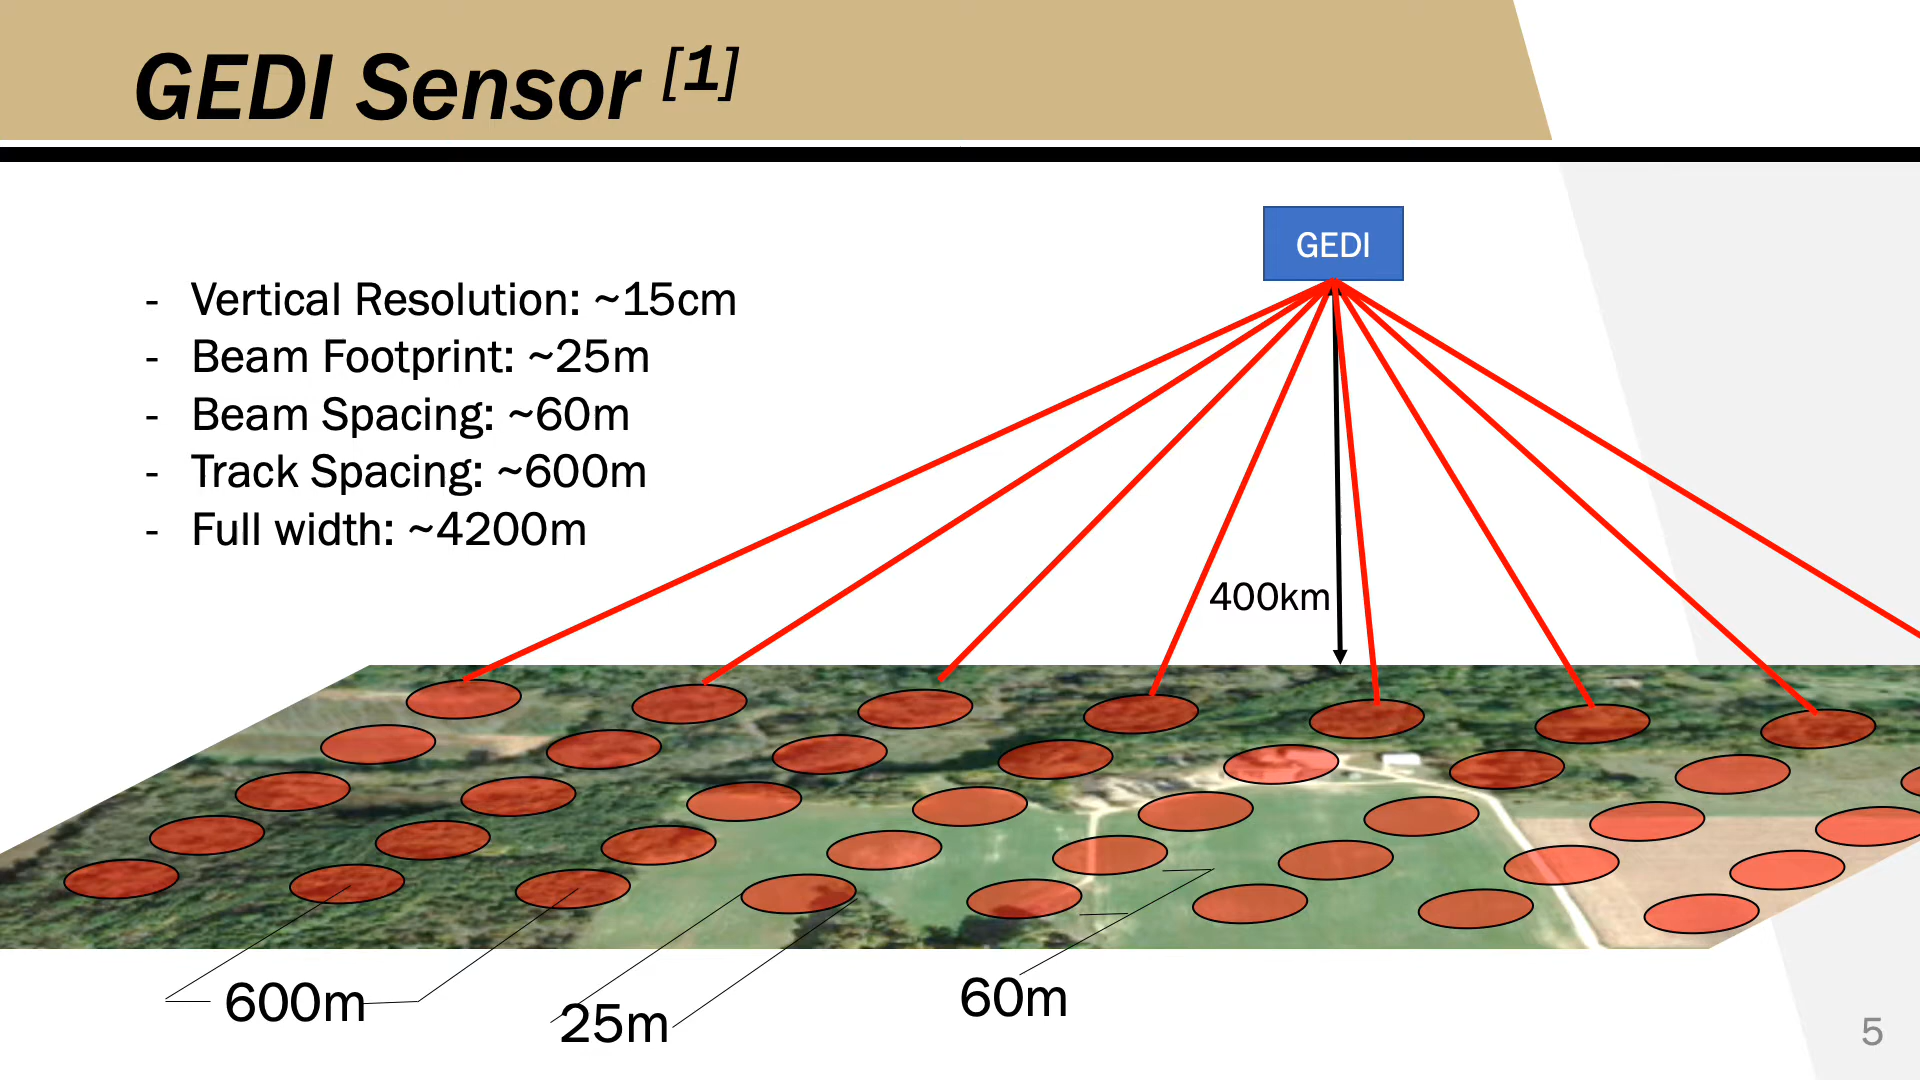 GEDI Sensor [1]
GEDI
- Vertical Resolution: ~15cm
- Beam Footprint: ~25m
- Beam Spacing: ~60m
- Track Spacing: ~600m
- Full width: ~4200m
400km
600m
25m
60m
5